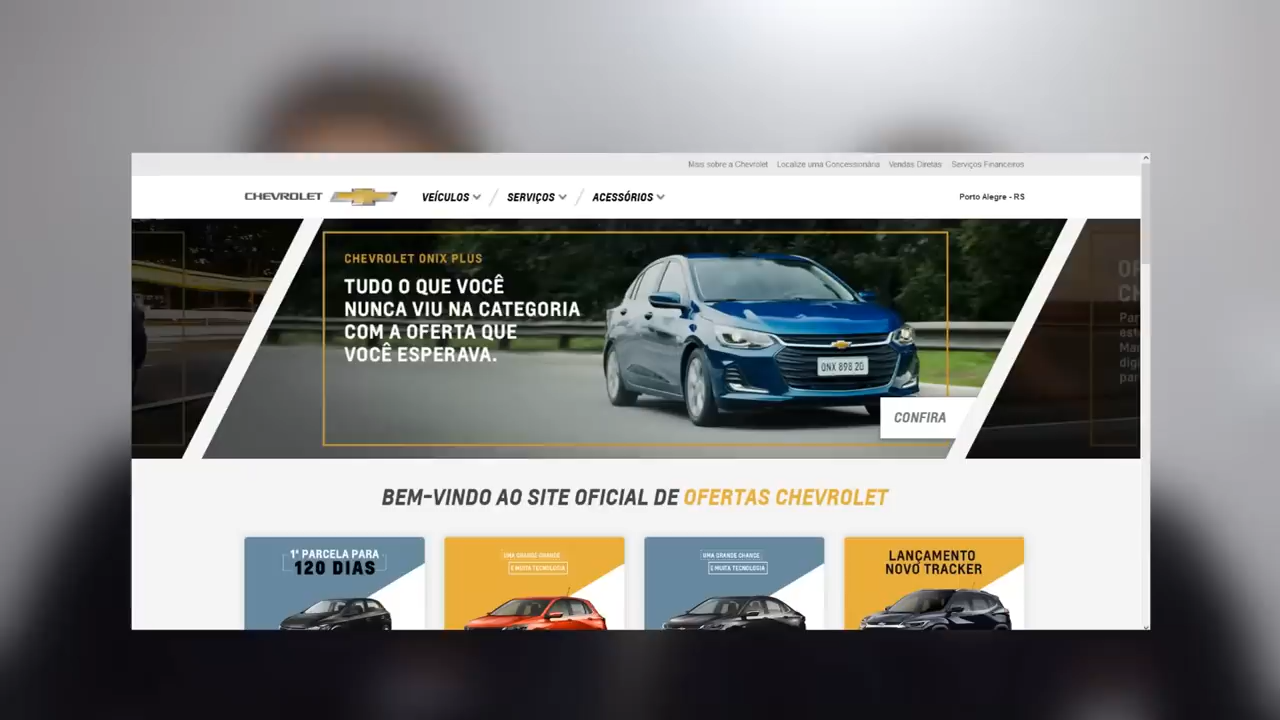 Mais sobre a Chevrolet Localize uma Concessionária Vendas Diretas Serviços Financeiros
CHEVROLET VEÍCULOS SERVIÇOS ACESSÓRIOS Porto Alegre - RS
CHEVROLET ONIX PLUS
TUDO O QUE VOCÊ
NUNCA VIU NA CATEGORIA
COM A OFERTA QUE
VOCÊ ESPERAVA.
QNX 898 20
CONFIRA
BEM-VINDO AO SITE OFICIAL DE OFERTAS CHEVROLET
1ª PARCELA PARA
120 DIAS
UMA GRANDE CHANCE
E MUITA TECNOLOGIA
UMA GRANDE CHANCE
E MUITA TECNOLOGIA
LANÇAMENTO
NOVO TRACKER